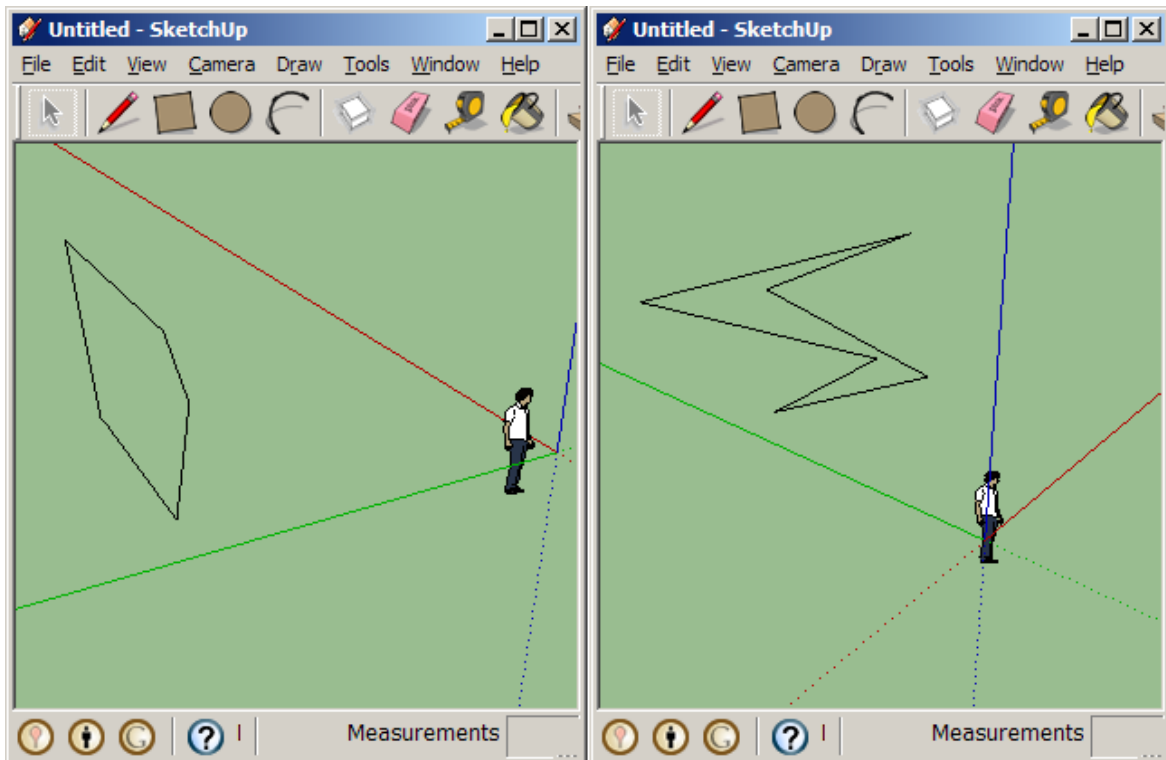 Untitled - SketchUp
File Edit View Camera Draw Tools Window Help
Measurements
Untitled - SketchUp
File Edit View Camera Draw Tools Window Help
Measurements